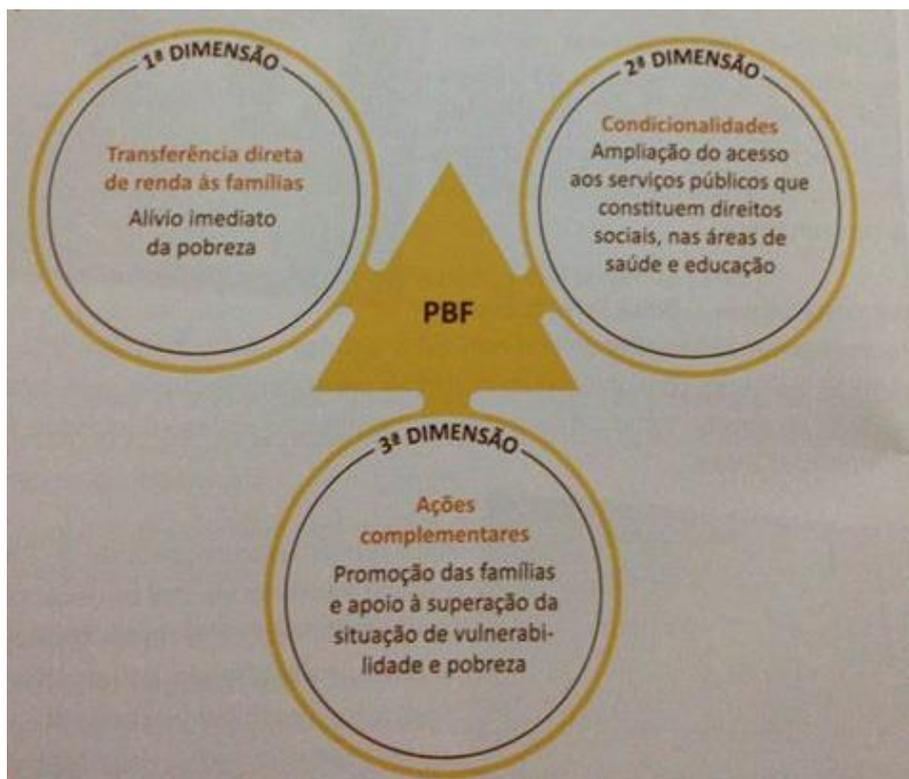 1ª DIMENSÃO
Transferência direta
de renda às famílias
Alívio imediato
da pobreza
2ª DIMENSÃO
Condicionalidades
Ampliação do acesso
aos serviços públicos que
constituem direitos
sociais, nas áreas de
saúde e educação
PBF
3ª DIMENSÃO
Ações
complementares
Promoção das famílias
e apoio à superação da
situação de vulnerabi-
lidade e pobreza